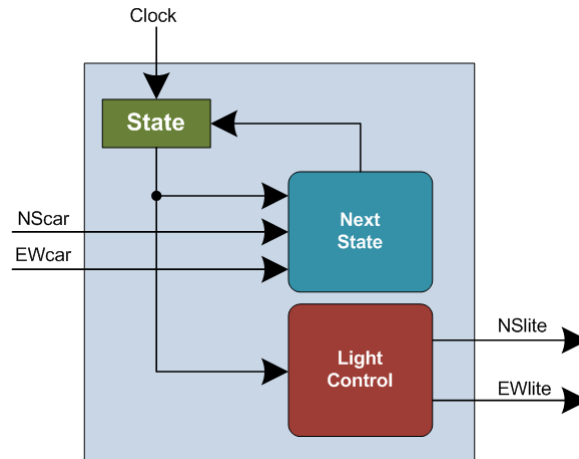 Clock
State
NScar
Next
State
EWcar
NSlite
Light
Control
EWlite